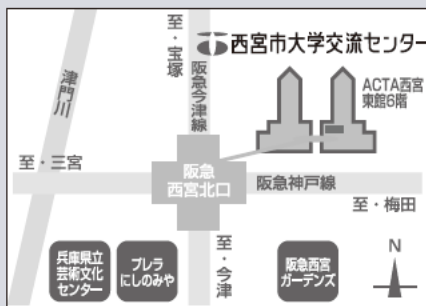 至・宝塚
西宮市大学交流センター
津門川
阪急今津線
ACTA西宮
東館6階
至・三宮
阪急
西宮北口
阪急神戸線
至・梅田
兵庫県立
芸術文化
センター
プレラ
にしのみや
至・今津
阪急西宮
ガーデンズ
N